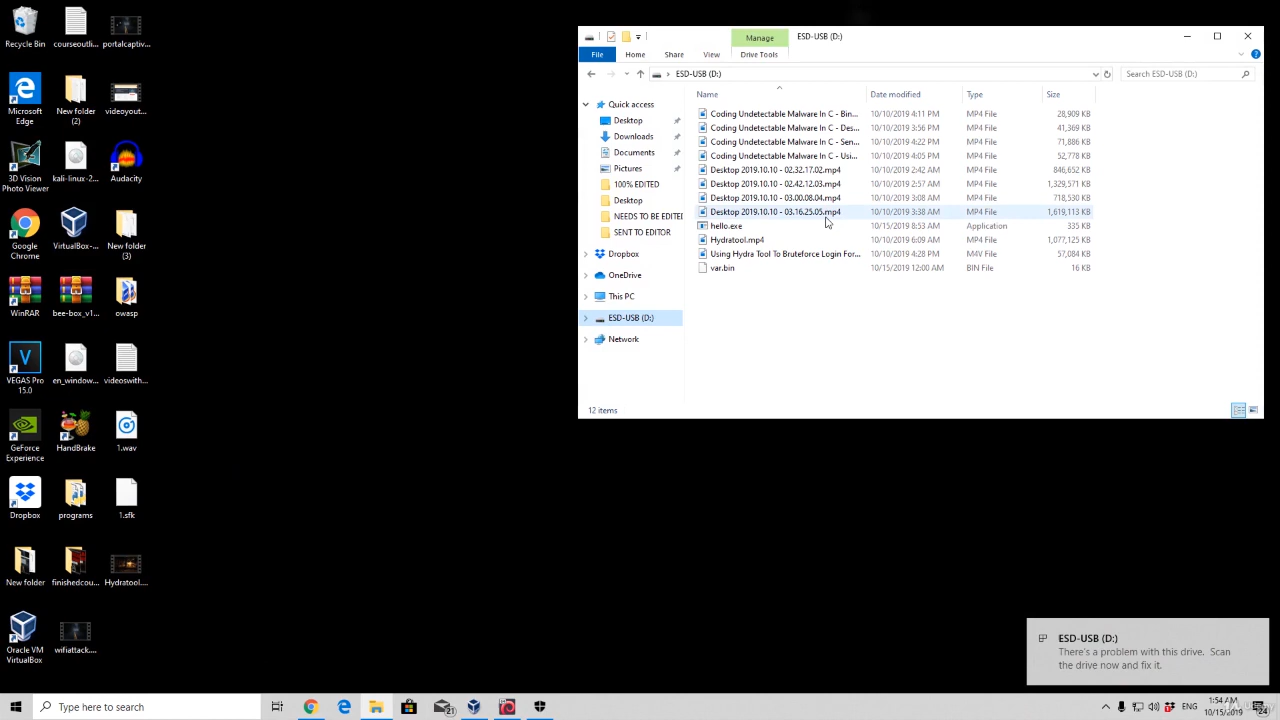 Recycle Bin
courseoutli...
portalcaptiv...
Microsoft
Edge
New folder
(2)
videoyout...
3D Vision
Photo Viewer
kali-linux-2...
Audacity
Google
Chrome
VirtualBox-...
New folder
(3)
WinRAR
bee-box_v1...
owasp
VEGAS Pro
15.0
en_window...
videoswith...
GeForce
Experience
HandBrake
1.wav
Dropbox
programs
1.sfk
New folder
finishedcou...
Hydratool....
Oracle VM
VirtualBox
wifiattack....
Manage
ESD-USB (D:)
File
Home
Share
View
Drive Tools
ESD-USB (D:)
Search ESD-USB (D:)
Quick access
Desktop
Downloads
Documents
Pictures
100% EDITED
Desktop
NEEDS TO BE EDITED
SENT TO EDITOR
Dropbox
OneDrive
This PC
ESD-USB (D:)
Network
Name Date modified Type Size
Coding Undetectable Malware In C - Bin... 10/10/2019 4:11 PM MP4 File 28,909 KB
Coding Undetectable Malware In C - Des... 10/10/2019 3:56 PM MP4 File 41,369 KB
Coding Undetectable Malware In C - Sen... 10/10/2019 4:22 PM MP4 File 71,886 KB
Coding Undetectable Malware In C - Usi... 10/10/2019 4:05 PM MP4 File 52,778 KB
Desktop 2019.10.10 - 02.32.17.02.mp4 10/10/2019 2:42 AM MP4 File 846,652 KB
Desktop 2019.10.10 - 02.42.12.03.mp4 10/10/2019 2:57 AM MP4 File 1,329,571 KB
Desktop 2019.10.10 - 03.00.08.04.mp4 10/10/2019 3:08 AM MP4 File 718,530 KB
Desktop 2019.10.10 - 03.16.25.05.mp4 10/10/2019 3:38 AM MP4 File 1,619,113 KB
hello.exe 10/15/2019 8:53 AM Application 335 KB
Hydratool.mp4 10/10/2019 6:09 AM MP4 File 1,077,125 KB
Using Hydra Tool To Bruteforce Login For... 10/10/2019 4:28 PM M4V File 57,084 KB
var.bin 10/15/2019 12:00 AM BIN File 16 KB
12 items
ESD-USB (D:)
There's a problem with this drive. Scan
the drive now and fix it.
Type here to search
21
ENG
1:54 AM
10/15/2019
24